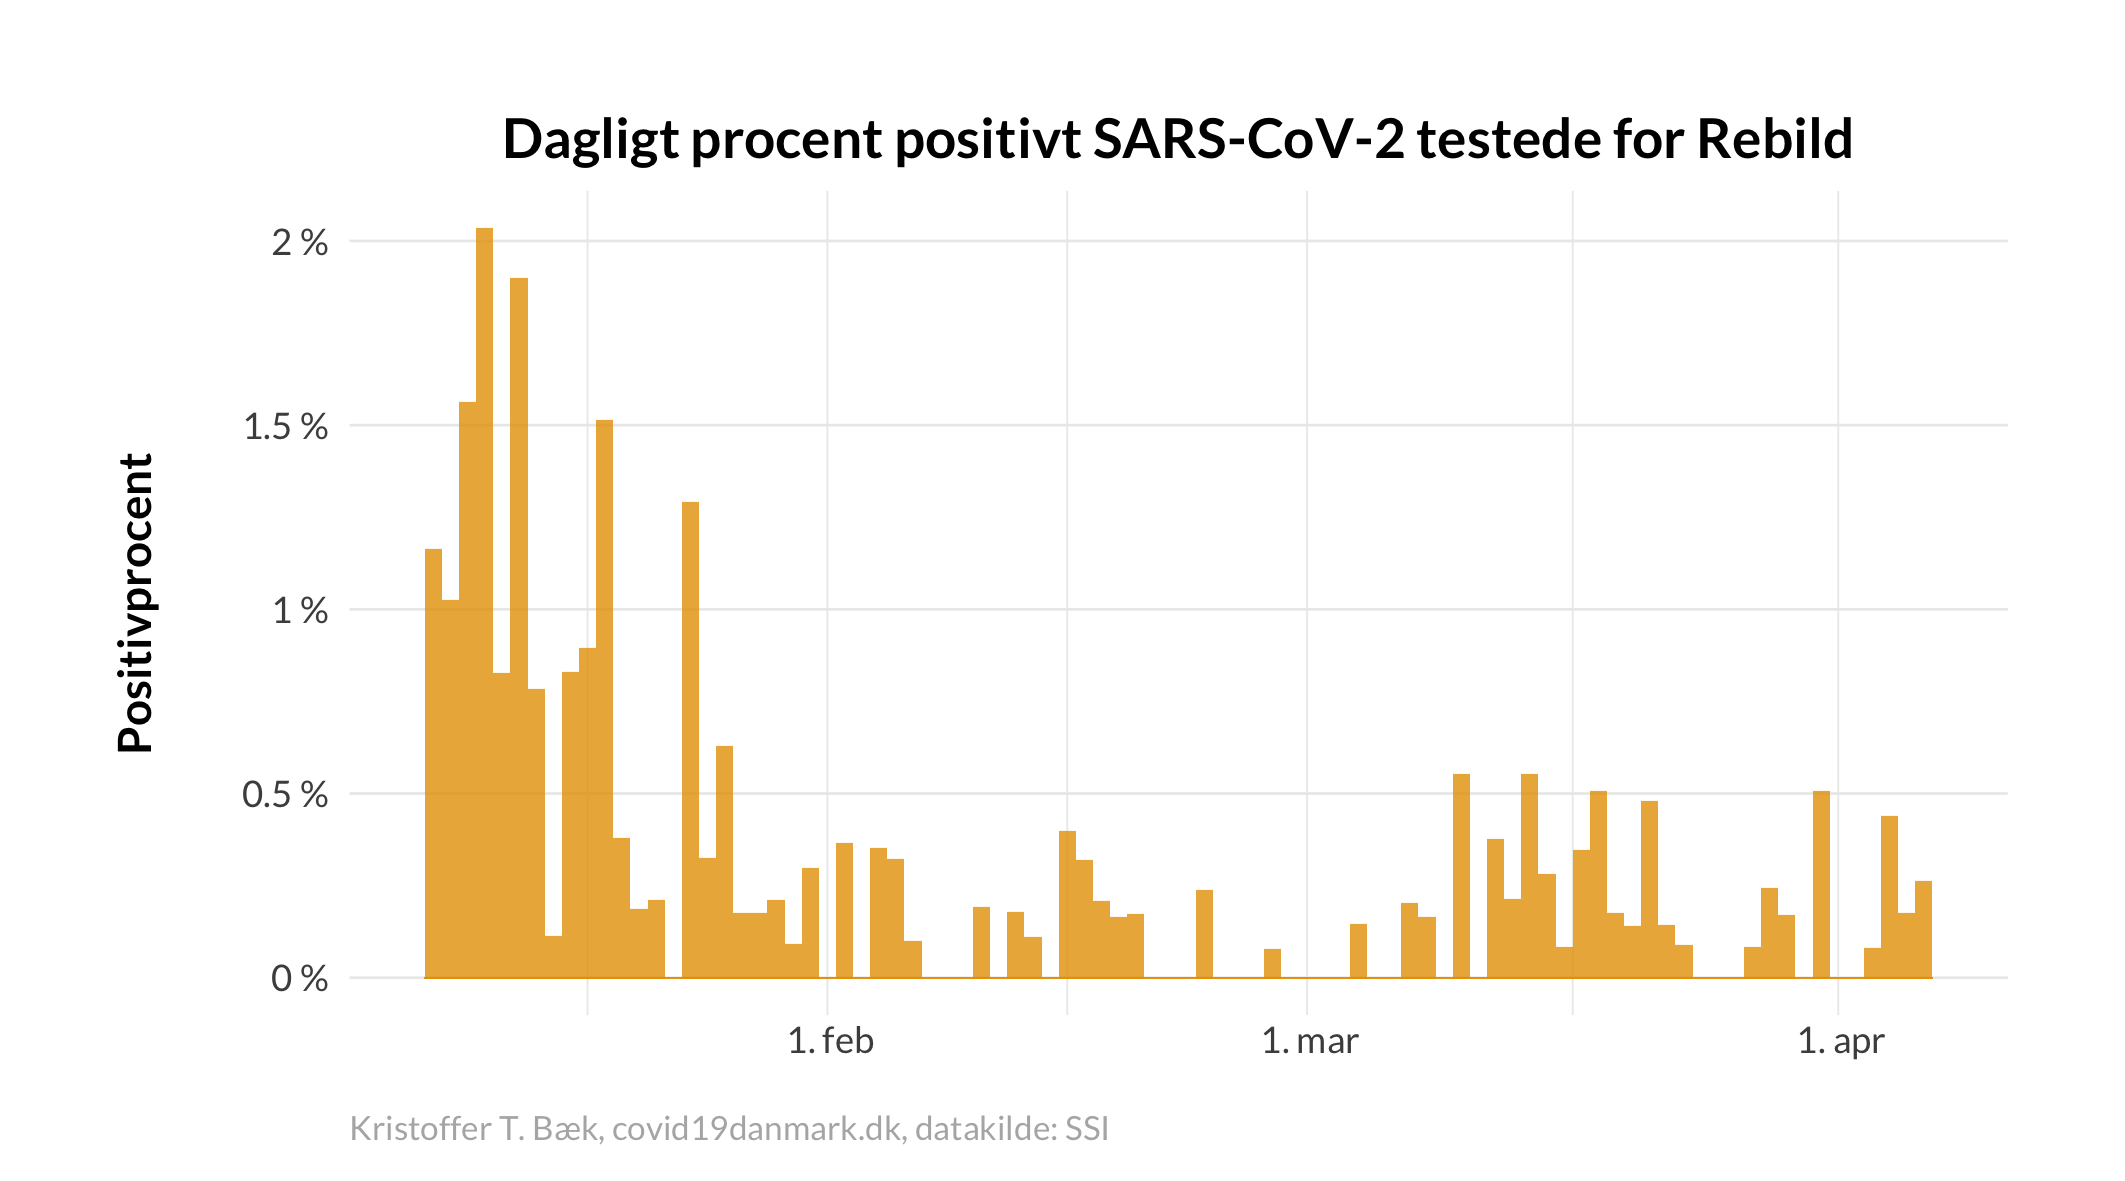 Dagligt procent positivt SARS-CoV-2 testede for Rebild
Positivprocent
2 %
1.5 %
1 %
0.5 %
0 %
1. feb
1. mar
1. apr
Kristoffer T. Bæk, covid19danmark.dk, datakilde: SSI